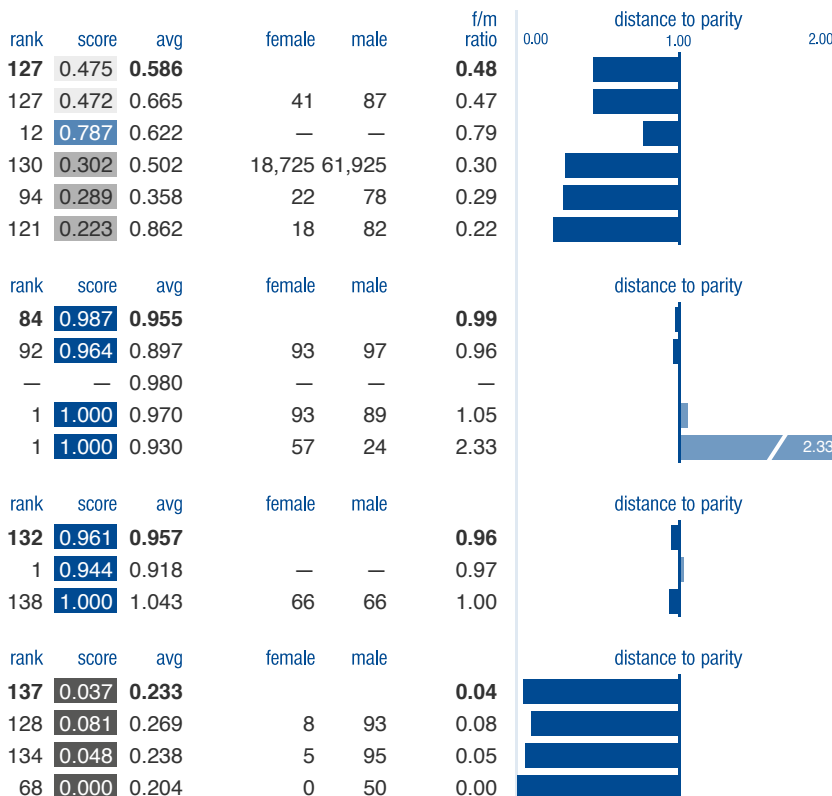 f/m distance to parity
rank score avg female male ratio 0.00 1.00 2.00
127 0.475 0.586 0.48
127 0.472 0.665 41 87 0.47
12 0.787 0.622 — — 0.79
130 0.302 0.502 18,725 61,925 0.30
94 0.289 0.358 22 78 0.29
121 0.223 0.862 18 82 0.22
rank score avg female male distance to parity
84 0.987 0.955 0.99
92 0.964 0.897 93 97 0.96
— — 0.980 — — —
1 1.000 0.970 93 89 1.05
1 1.000 0.930 57 24 2.33 2.33
rank score avg female male distance to parity
132 0.961 0.957 0.96
1 0.944 0.918 — — 0.97
138 1.000 1.043 66 66 1.00
rank score avg female male distance to parity
137 0.037 0.233 0.04
128 0.081 0.269 8 93 0.08
134 0.048 0.238 5 95 0.05
68 0.000 0.204 0 50 0.00